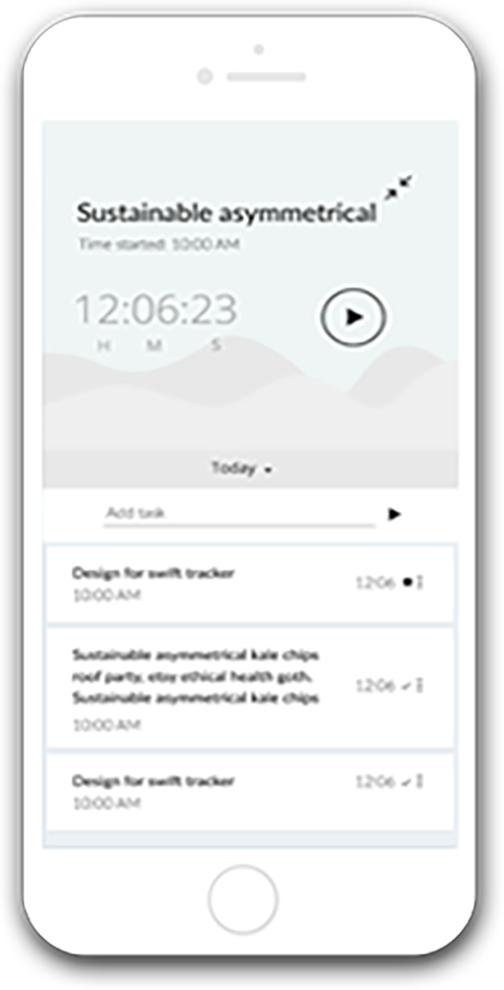 Sustainable asymmetrical
Time started: 10:00 AM
12:06:23
H M S
Today
Add task
Design for swift tracker
10:00 AM
12:06
Sustainable asymmetrical kale chips
roof party, etsy ethical health goth.
Sustainable asymmetrical kale chips
10:00 AM
12:06
Design for swift tracker
10:00 AM
12:06